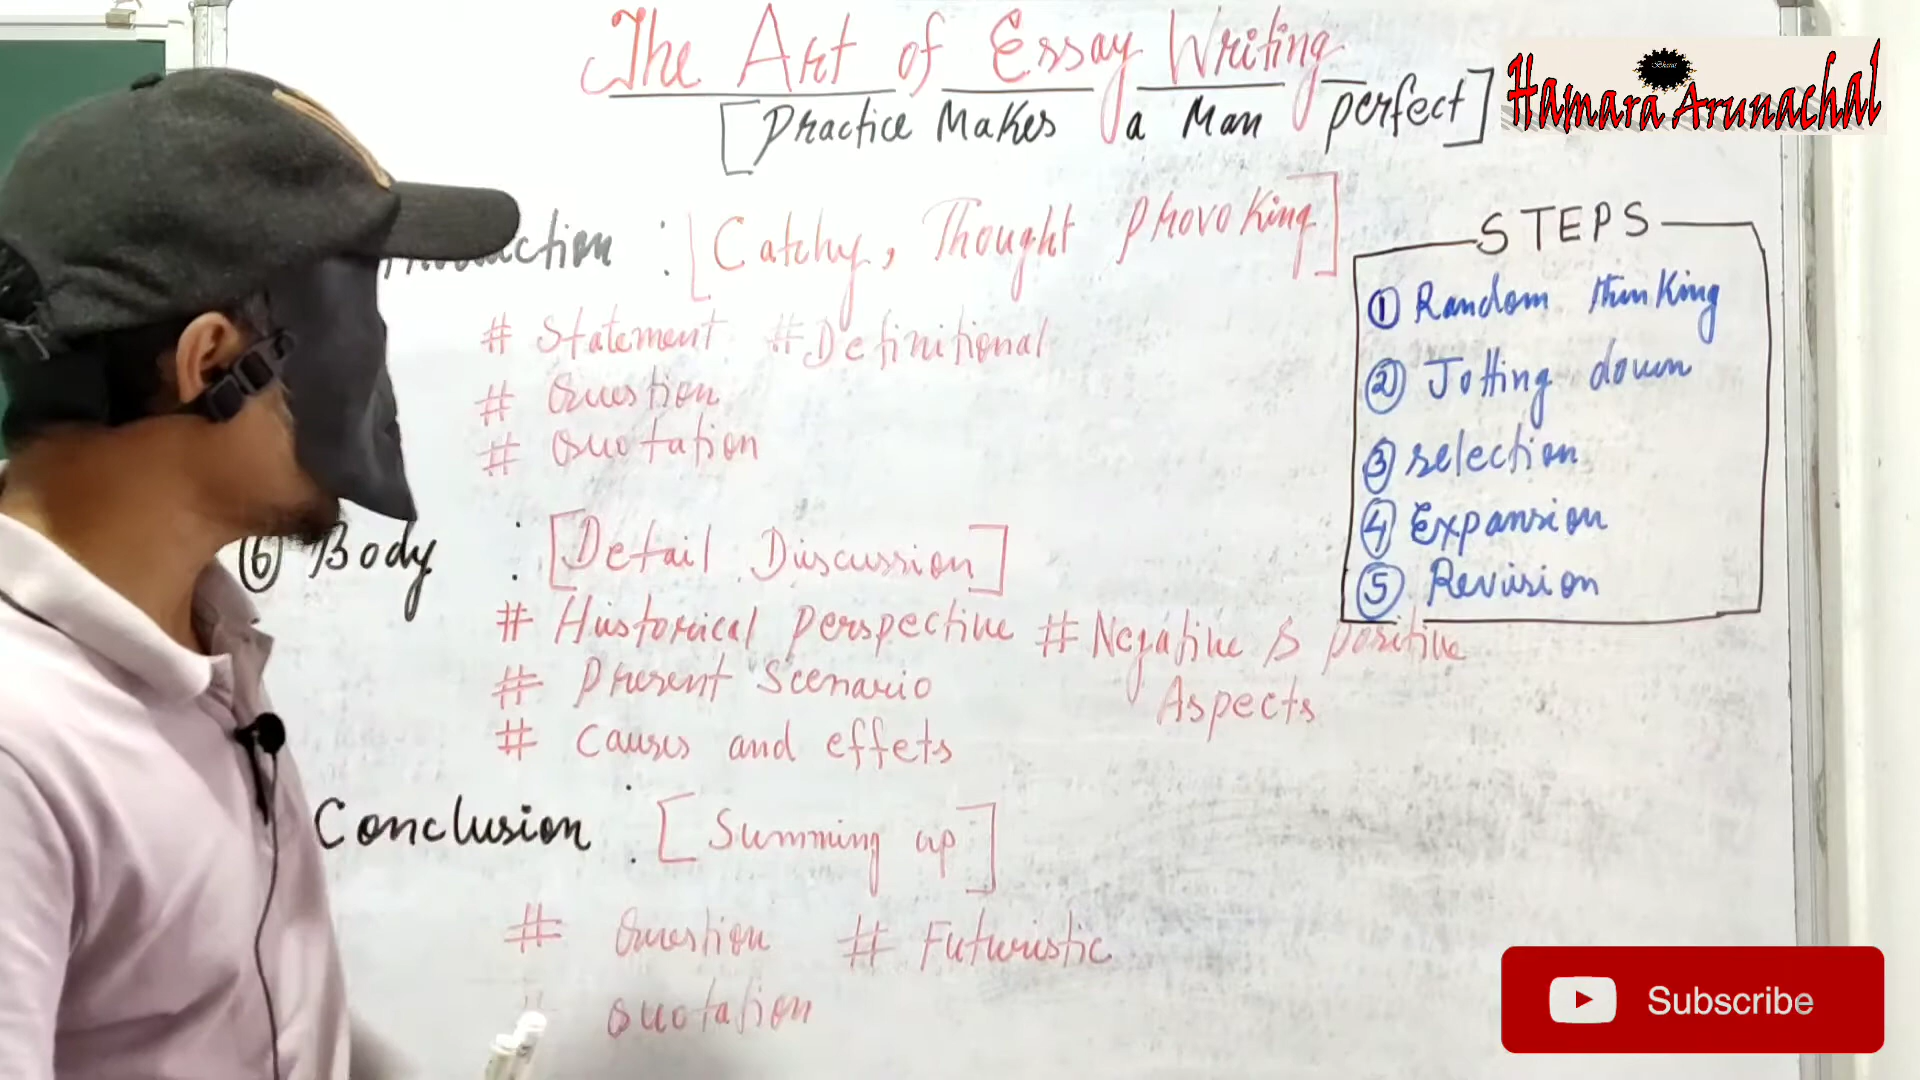 The Art of Essay Writing
[Practice Makes a Man perfect]
Hamara Arunachal
Bharat
: [Catchy, Thought provoking]
# Statement # Definitional
# Question
# Quotation
STEPS
① Random thinking
② Jotting down
③ selection
④ Expansion
⑤ Revision
⑥ Body : [Detail Discussion]
# Historical perspective # Negative & positive Aspects
# Present Scenario
# Causes and effets
Conclusion : [Summing up]
# Question # Futuristic
# Quotation
Subscribe